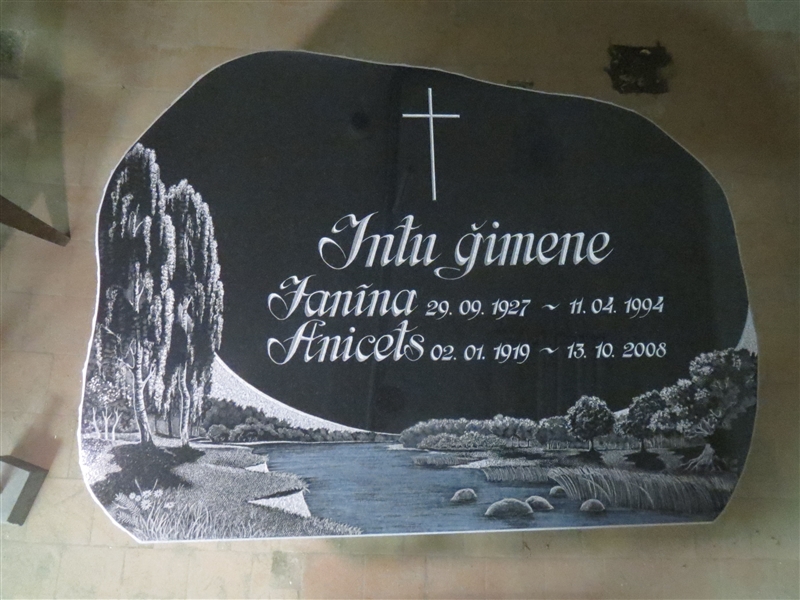 Intu ģimene
Janīna 29. 09. 1927 ~ 11. 04. 1994
Anicets 02. 01. 1919 ~ 13. 10. 2008